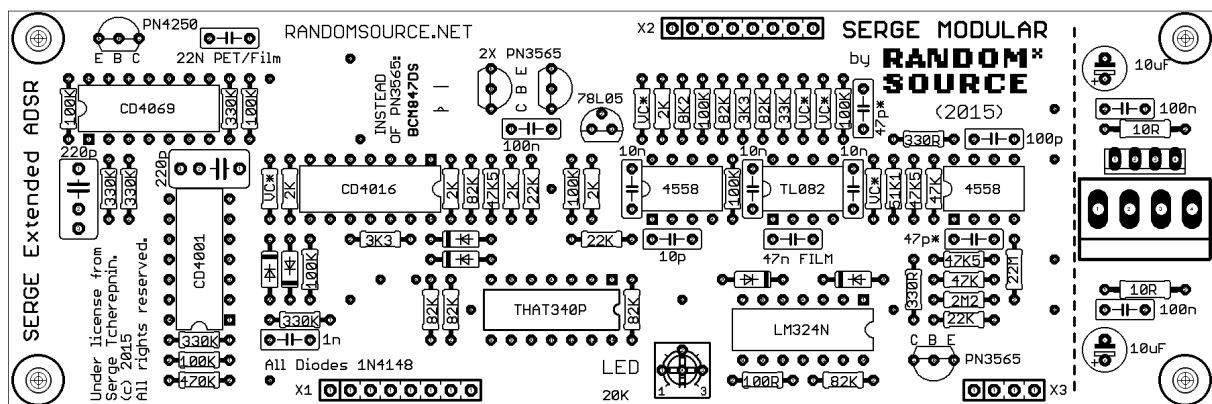 SERGE Extended ADSR
PN4250
E B C
22N PET/Film
RANDOMSOURCE.NET
X2
SERGE MODULAR
by RANDOM*
SOURCE
(2015)
2X PN3565
E
B
C
INSTEAD
OF PN3565:
BCM847DS
78L05
100n
100K
CD4069
330K
100K
VC*
2K
8K2
100K
82K
3K3
82K
33K
VC*
VC*
100K
47p*
10uF
100n
10R
330R
100p
220p
330K
330K
220p
VC*
2K
CD4016
2K
82K
47K5
2K
22K
100K
2K
10n
4558
100K
10n
TL082
10n
VC*
51K1
47K5
47K
4558
1 2 3 4
CD4001
100K
3K3
22K
10p
47n FILM
47p*
330R
47K5
47K
2M2
22K
22M
82K
82K
THAT340P
82K
LM324N
10R
100n
10uF
330K
1n
330K
100K
470K
Under license from
Serge Tcherepnin.
(c) 2015
All rights reserved.
All Diodes 1N4148
X1
LED
20K
1 3
100R
82K
C B E
PN3565
X3